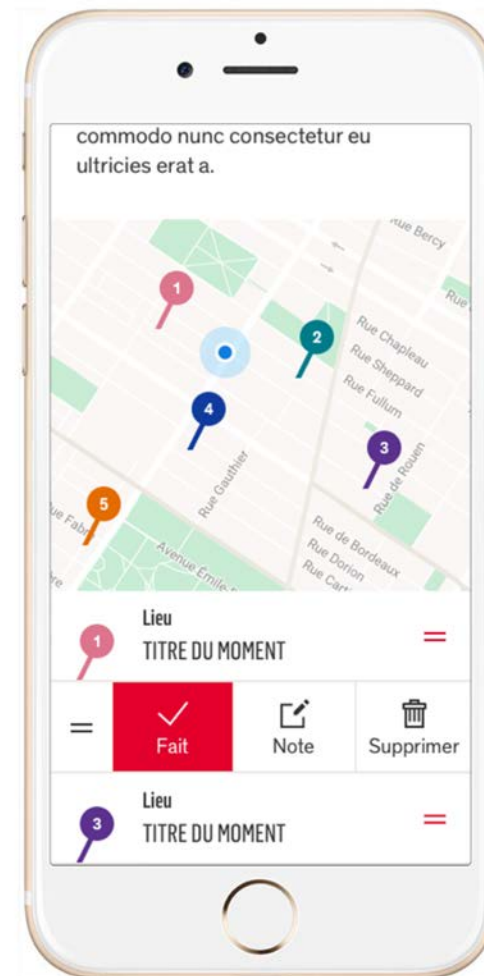 commodo nunc consectetur eu
ultricies erat a.
Rue Bercy
1
Rue
2
Rue Chapleau
Rue Sheppard
Rue Fullum
4
3
Rue de Rouen
Rue Gauthier
5
Rue de Bordeaux
Rue Dorion
Avenue Émile-
1
Lieu
TITRE DU MOMENT
Fait
Note
Supprimer
3
Lieu
TITRE DU MOMENT